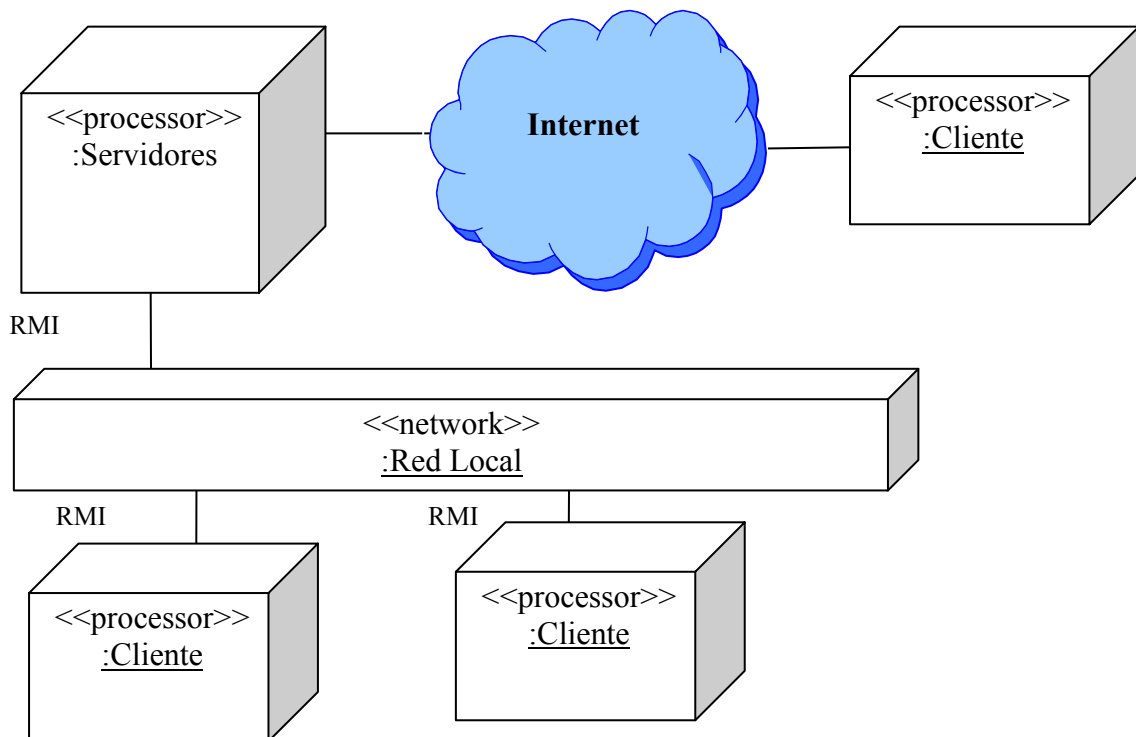 <<processor>>
:Servidores
Internet
<<processor>>
:Cliente
RMI
<<network>>
:Red Local
RMI
RMI
<<processor>>
:Cliente
<<processor>>
:Cliente